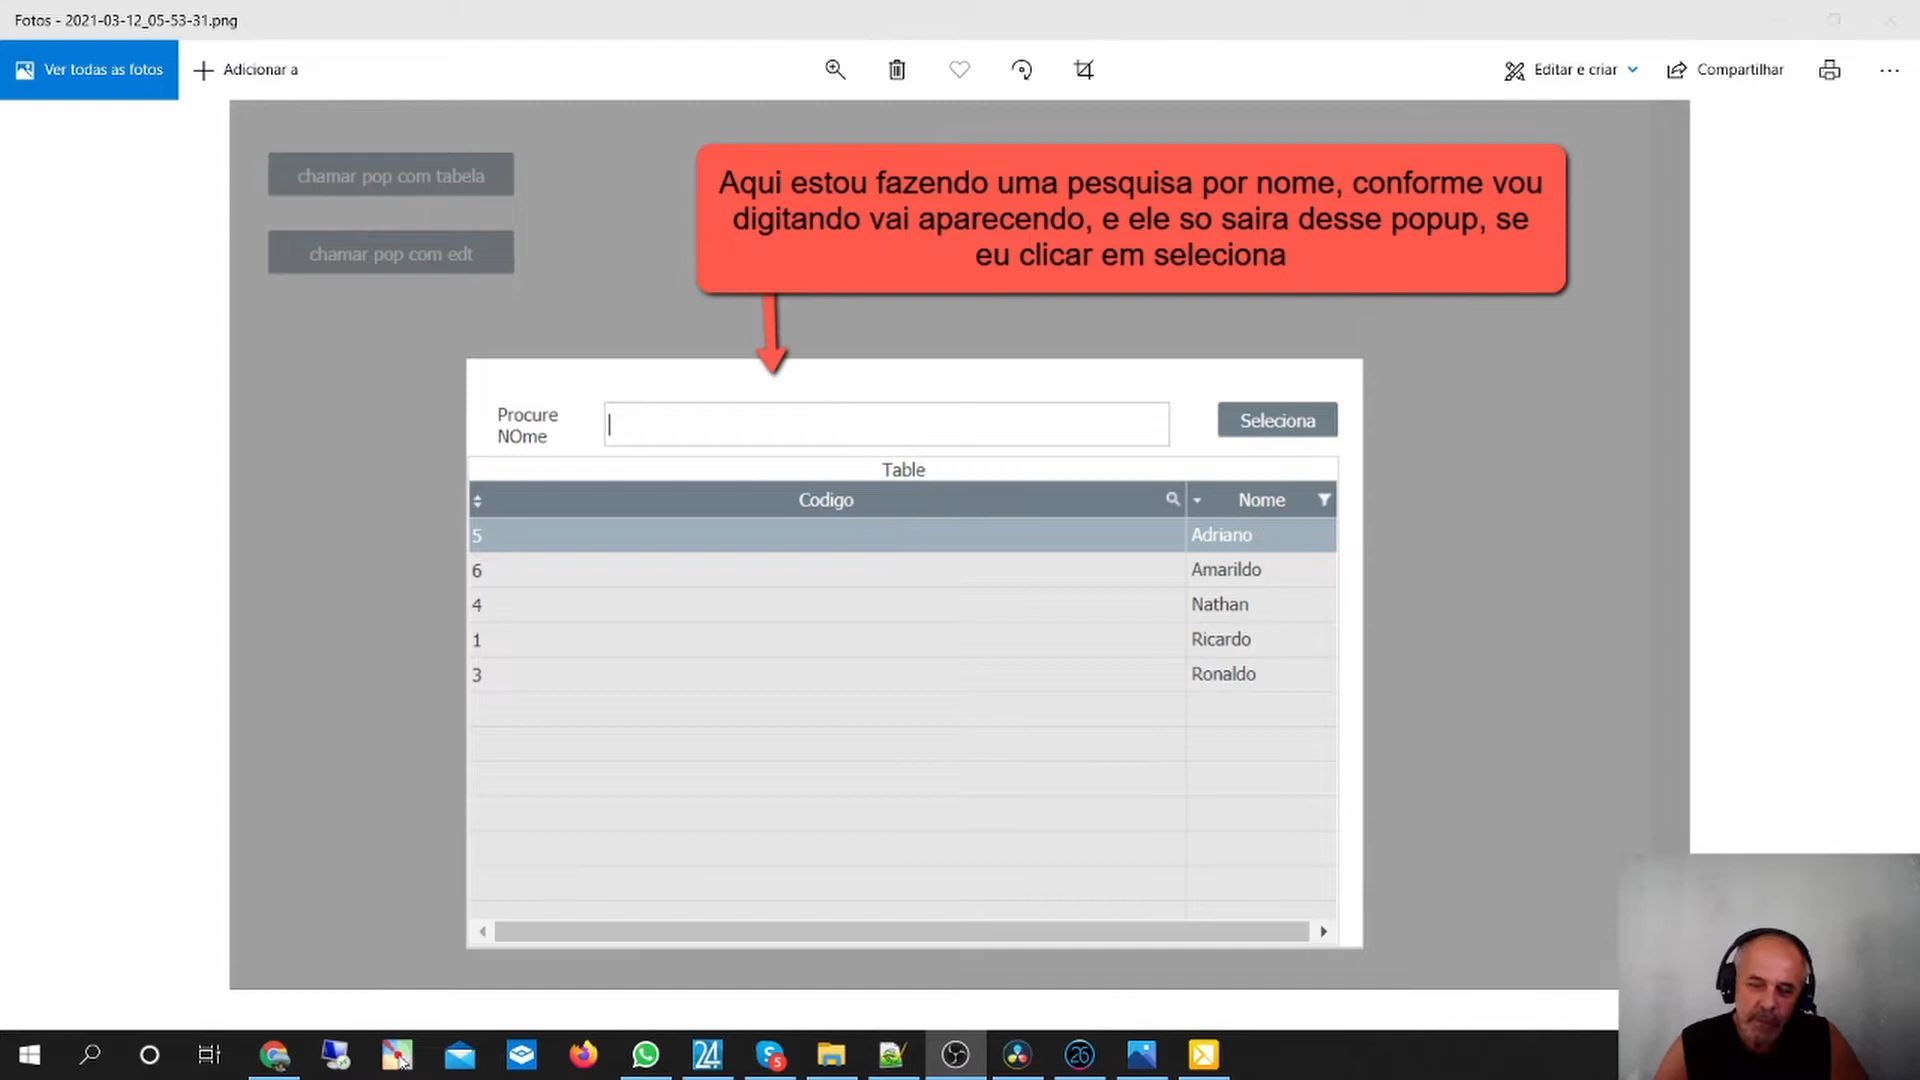 Fotos - 2021-03-12_05-53-31.png
Ver todas as fotos
Adicionar a
Editar e criar
Compartilhar
chamar pop com tabela
chamar pop com edt
Aqui estou fazendo uma pesquisa por nome, conforme vou
digitando vai aparecendo, e ele so saira desse popup, se
eu clicar em seleciona
Procure
NOme
Seleciona
Table
Codigo
Nome
5 Adriano
6 Amarildo
4 Nathan
1 Ricardo
3 Ronaldo
24
S
26